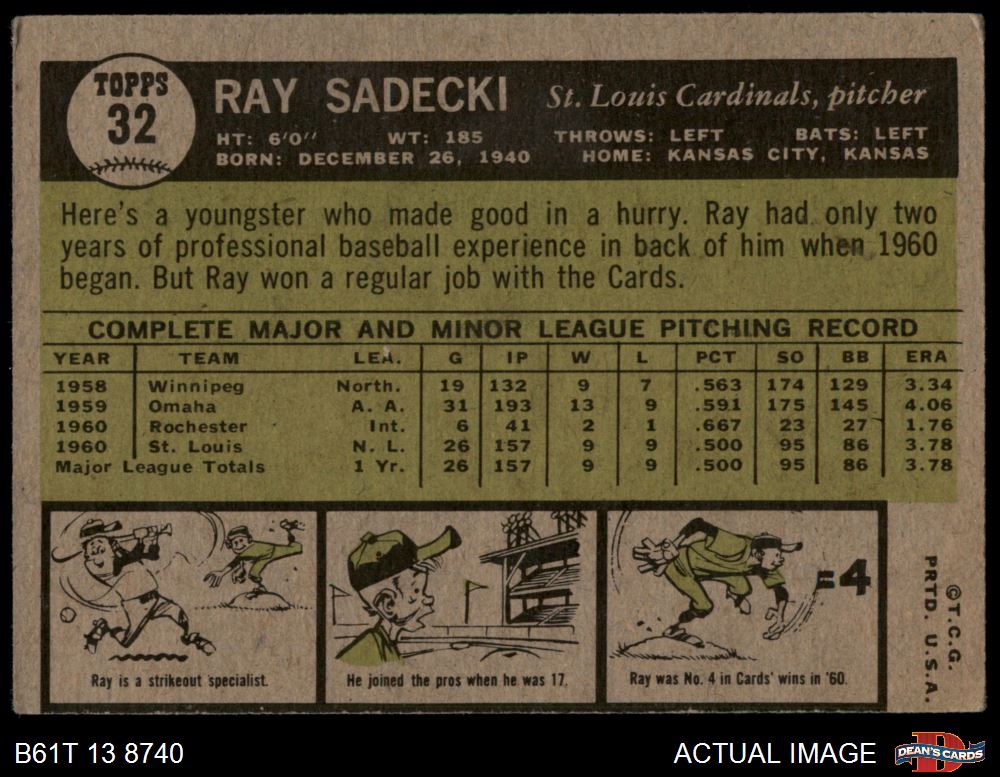 TOPPS
32
RAY SADECKI St. Louis Cardinals, pitcher
HT: 6'0" WT: 185 THROWS: LEFT BATS: LEFT
BORN: DECEMBER 26, 1940 HOME: KANSAS CITY, KANSAS
Here's a youngster who made good in a hurry. Ray had only two
years of professional baseball experience in back of him when 1960
began. But Ray won a regular job with the Cards.
COMPLETE MAJOR AND MINOR LEAGUE PITCHING RECORD
YEAR TEAM LEA. G IP W L PCT SO BB ERA
1958 Winnipeg North. 19 132 9 7 .563 174 129 3.34
1959 Omaha A. A. 31 193 13 9 .591 175 145 4.06
1960 Rochester Int. 6 41 2 1 .667 23 27 1.76
1960 St. Louis N. L. 26 157 9 9 .500 95 86 3.78
Major League Totals 1 Yr. 26 157 9 9 .500 95 86 3.78
=4
Ray is a strikeout specialist.
He joined the pros when he was 17.
Ray was No. 4 in Cards' wins in '60.
©T.C.G.
PRTD. U.S.A.
B61T 13 8740
ACTUAL IMAGE
DEAN'S CARDS